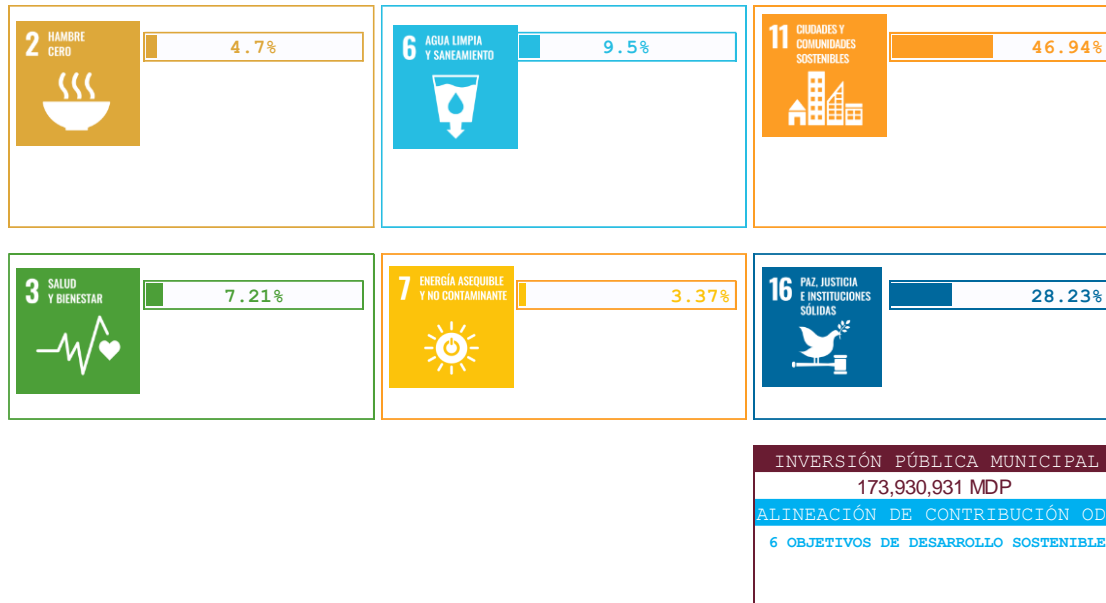 2 HAMBRE
CERO
4.7%
6 AGUA LIMPIA
Y SANEAMIENTO
9.5%
11 CIUDADES Y
COMUNIDADES
SOSTENIBLES
46.94%
3 SALUD
Y BIENESTAR
7.21%
7 ENERGÍA ASEQUIBLE
Y NO CONTAMINANTE
3.37%
16 PAZ, JUSTICIA
E INSTITUCIONES
SÓLIDAS
28.23%
INVERSIÓN PÚBLICA MUNICIPAL
173,930,931 MDP
ALINEACIÓN DE CONTRIBUCIÓN OD
6 OBJETIVOS DE DESARROLLO SOSTENIBLE